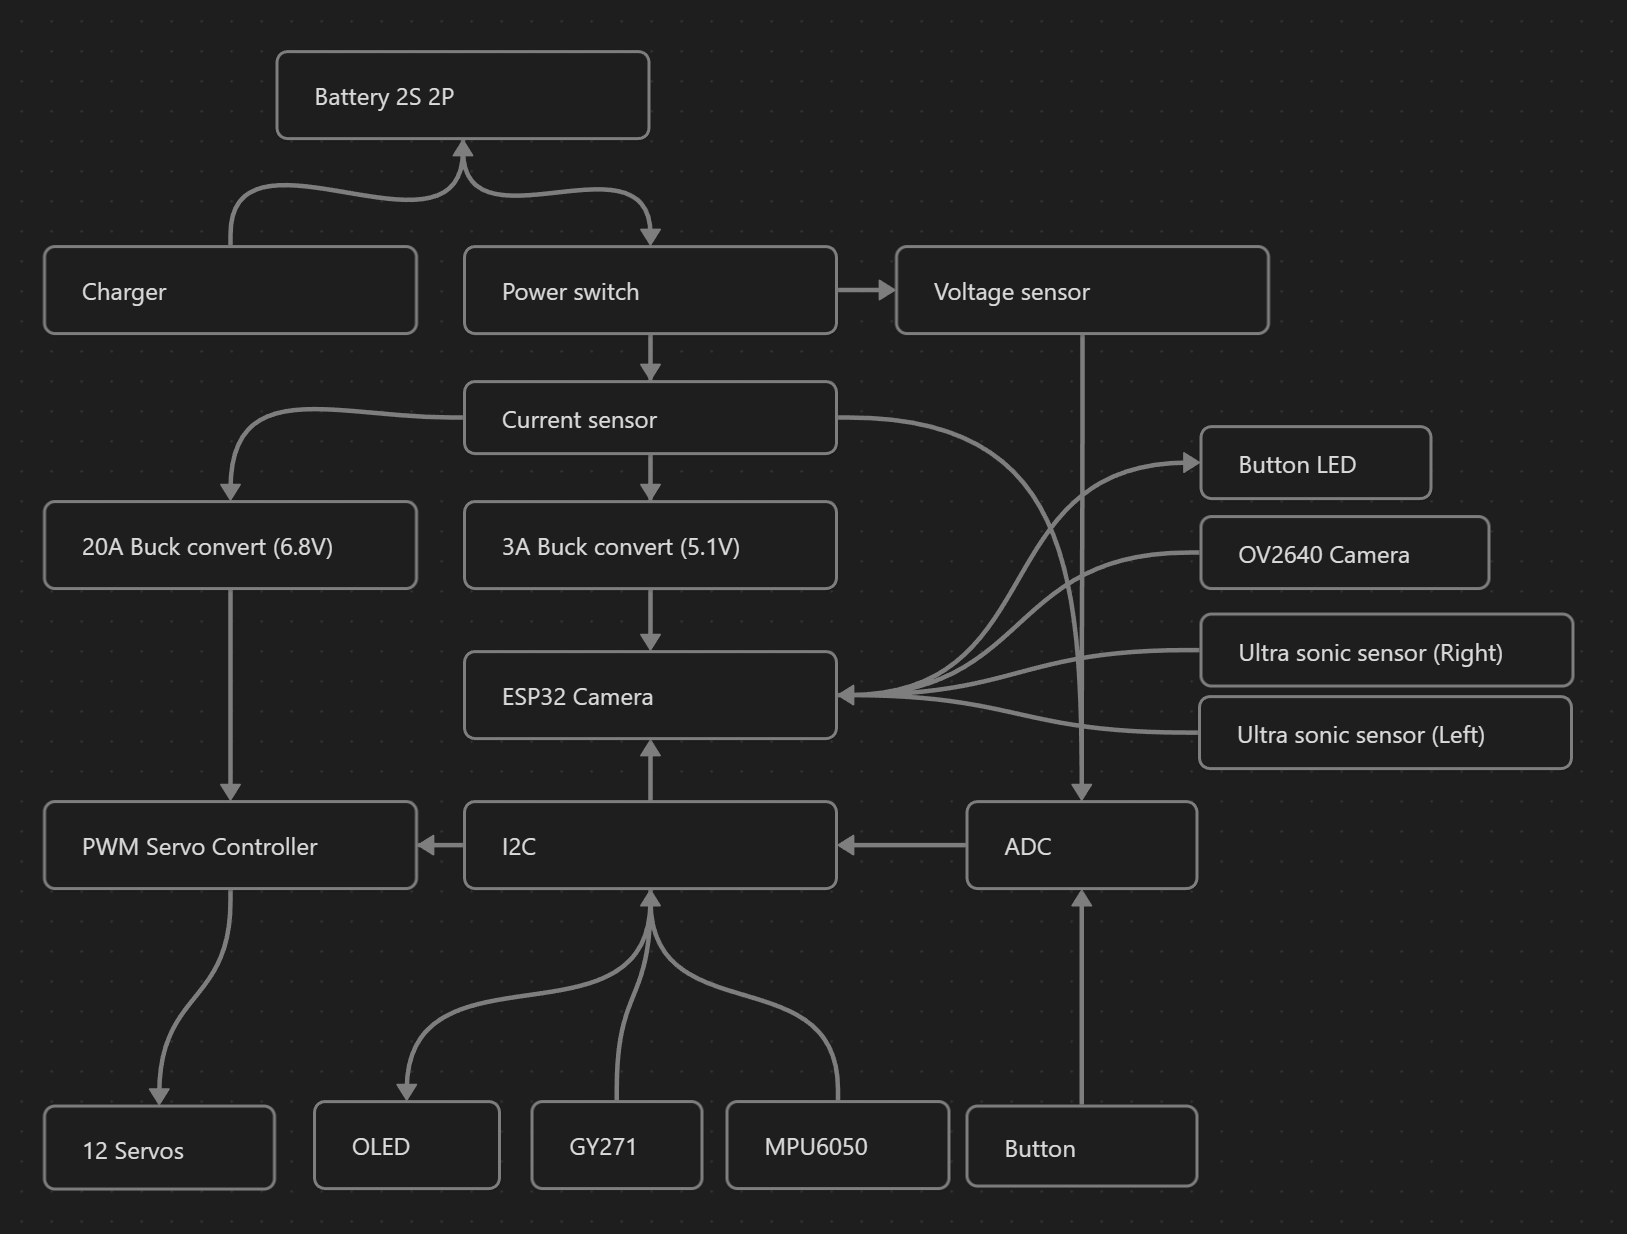 Battery 2S 2P
Charger
Power switch
Voltage sensor
Current sensor
Button LED
20A Buck convert (6.8V)
3A Buck convert (5.1V)
OV2640 Camera
Ultra sonic sensor (Right)
ESP32 Camera
Ultra sonic sensor (Left)
PWM Servo Controller
I2C
ADC
12 Servos
OLED
GY271
MPU6050
Button